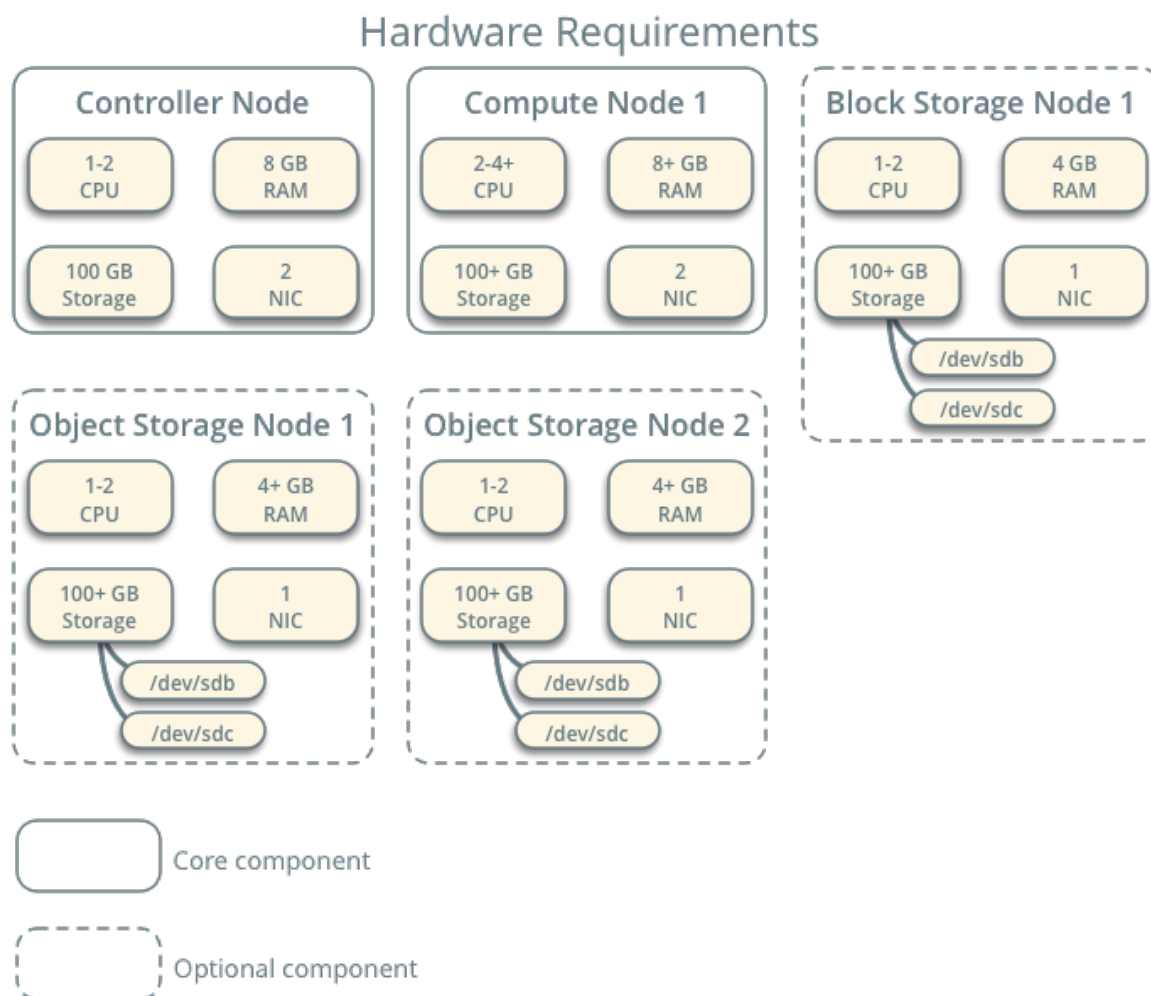 Hardware Requirements
Controller Node
1-2
CPU
8 GB
RAM
100 GB
Storage
2
NIC
Compute Node 1
2-4+
CPU
8+ GB
RAM
100+ GB
Storage
2
NIC
Block Storage Node 1
1-2
CPU
4 GB
RAM
100+ GB
Storage
1
NIC
/dev/sdb
/dev/sdc
Object Storage Node 1
1-2
CPU
4+ GB
RAM
100+ GB
Storage
1
NIC
/dev/sdb
/dev/sdc
Object Storage Node 2
1-2
CPU
4+ GB
RAM
100+ GB
Storage
1
NIC
/dev/sdb
/dev/sdc
Core component
Optional component